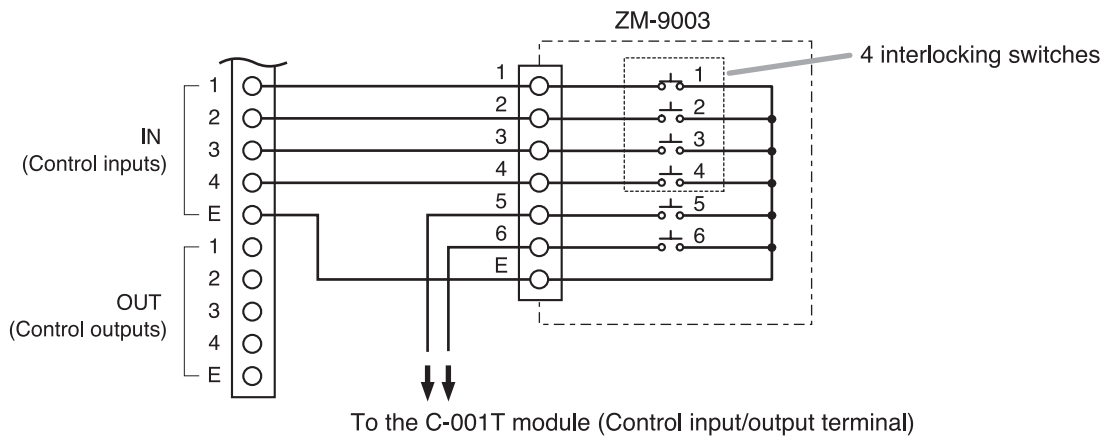 ZM-9003
4 interlocking switches
IN
(Control inputs)
1
2
3
4
E
OUT
(Control outputs)
1
2
3
4
E
1
2
3
4
5
6
E
1
2
3
4
5
6
To the C-001T module (Control input/output terminal)